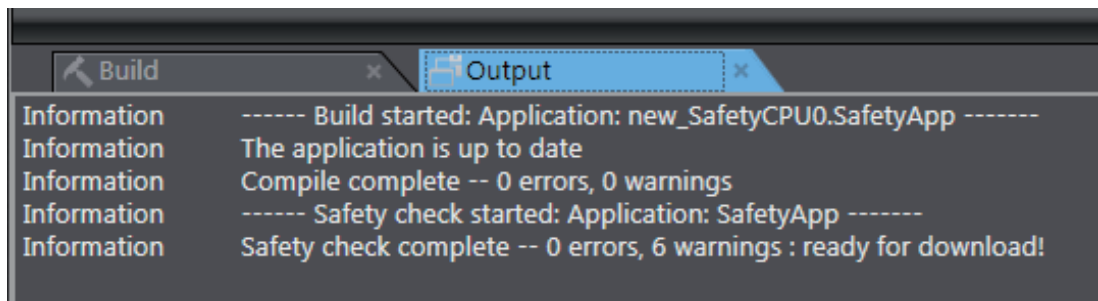 Build
Output
Information ------ Build started: Application: new_SafetyCPU0.SafetyApp -------
Information The application is up to date
Information Compile complete -- 0 errors, 0 warnings
Information ------ Safety check started: Application: SafetyApp -------
Information Safety check complete -- 0 errors, 6 warnings : ready for download!